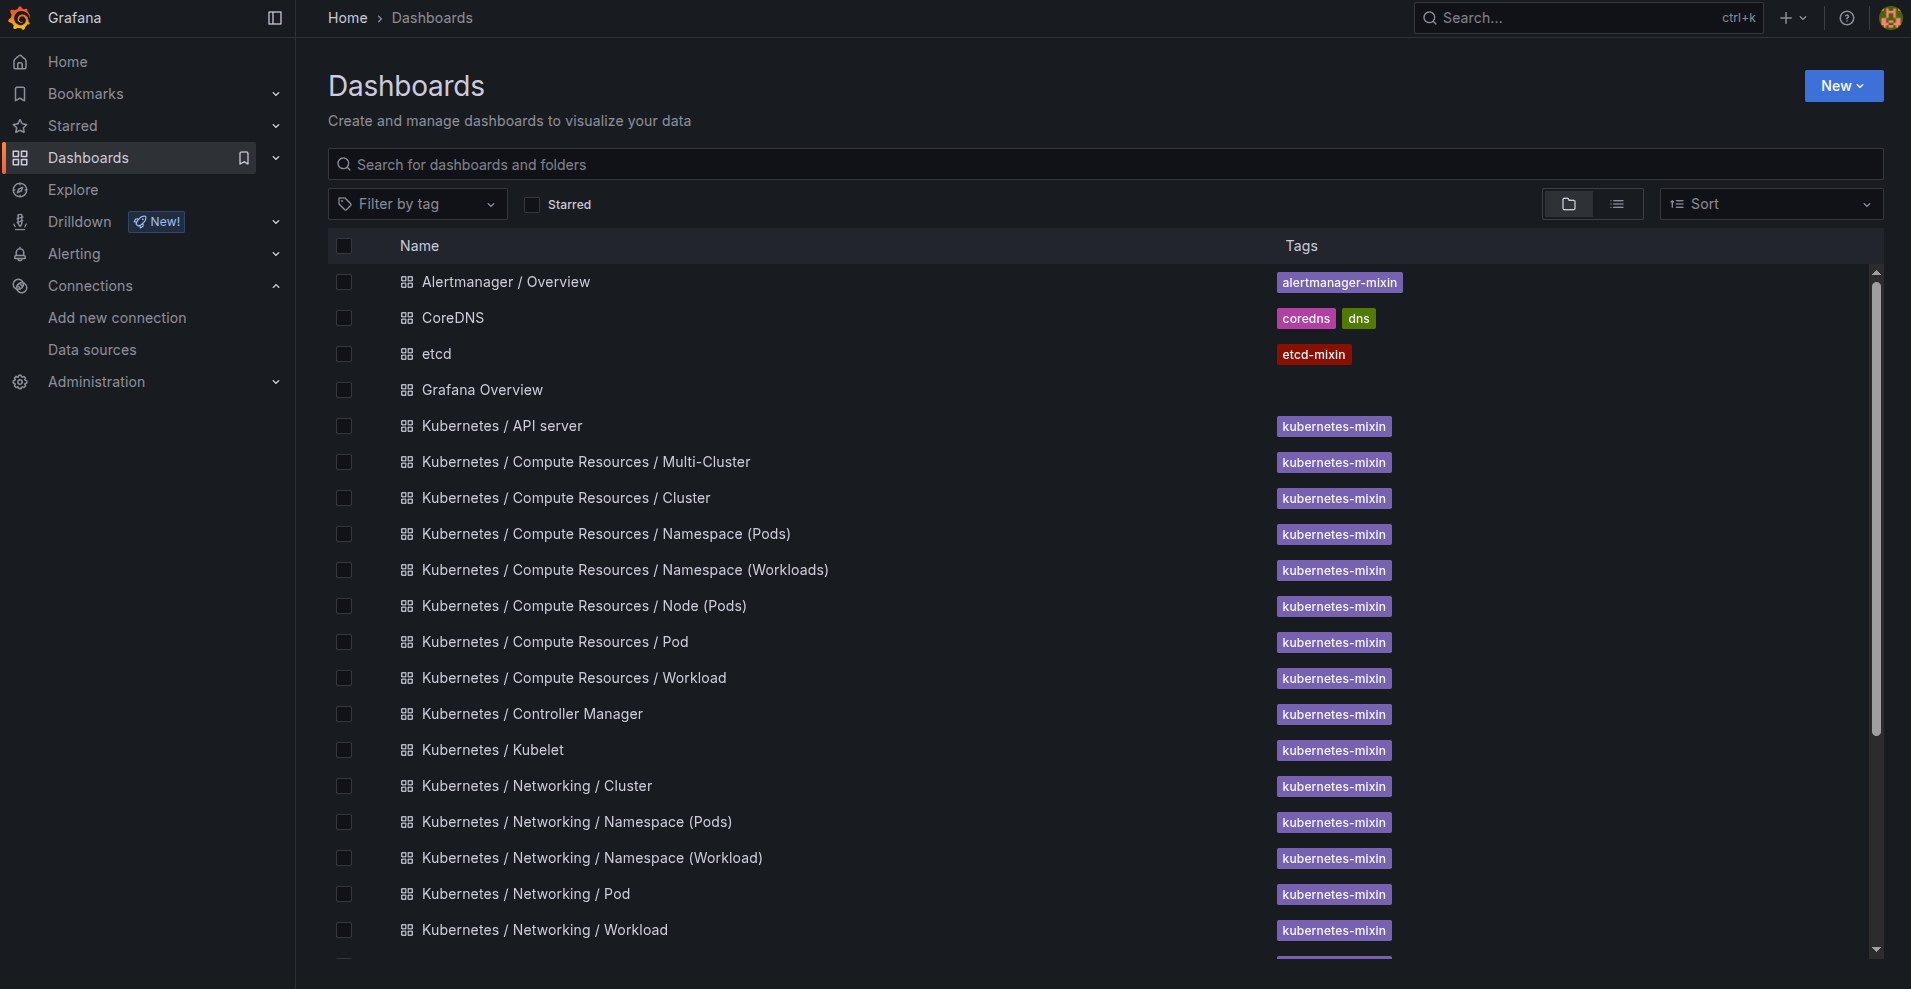 Grafana
Home › Dashboards
Search... ctrl+k
Home
Bookmarks
Starred
Dashboards
Explore
Drilldown New!
Alerting
Connections
Add new connection
Data sources
Administration
Dashboards
New
Create and manage dashboards to visualize your data
Search for dashboards and folders
Filter by tag Starred Sort
Name Tags
Alertmanager / Overview alertmanager-mixin
CoreDNS coredns dns
etcd etcd-mixin
Grafana Overview
Kubernetes / API server kubernetes-mixin
Kubernetes / Compute Resources / Multi-Cluster kubernetes-mixin
Kubernetes / Compute Resources / Cluster kubernetes-mixin
Kubernetes / Compute Resources / Namespace (Pods) kubernetes-mixin
Kubernetes / Compute Resources / Namespace (Workloads) kubernetes-mixin
Kubernetes / Compute Resources / Node (Pods) kubernetes-mixin
Kubernetes / Compute Resources / Pod kubernetes-mixin
Kubernetes / Compute Resources / Workload kubernetes-mixin
Kubernetes / Controller Manager kubernetes-mixin
Kubernetes / Kubelet kubernetes-mixin
Kubernetes / Networking / Cluster kubernetes-mixin
Kubernetes / Networking / Namespace (Pods) kubernetes-mixin
Kubernetes / Networking / Namespace (Workload) kubernetes-mixin
Kubernetes / Networking / Pod kubernetes-mixin
Kubernetes / Networking / Workload kubernetes-mixin